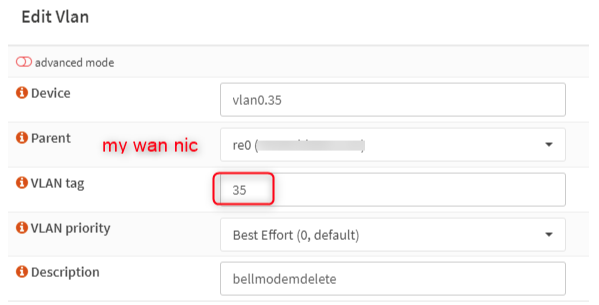 Edit Vlan
advanced mode
Device
vlan0.35
Parent
my wan nic
re0 (
)
VLAN tag
35
VLAN priority
Best Effort (0, default)
Description
bellmodemdelete